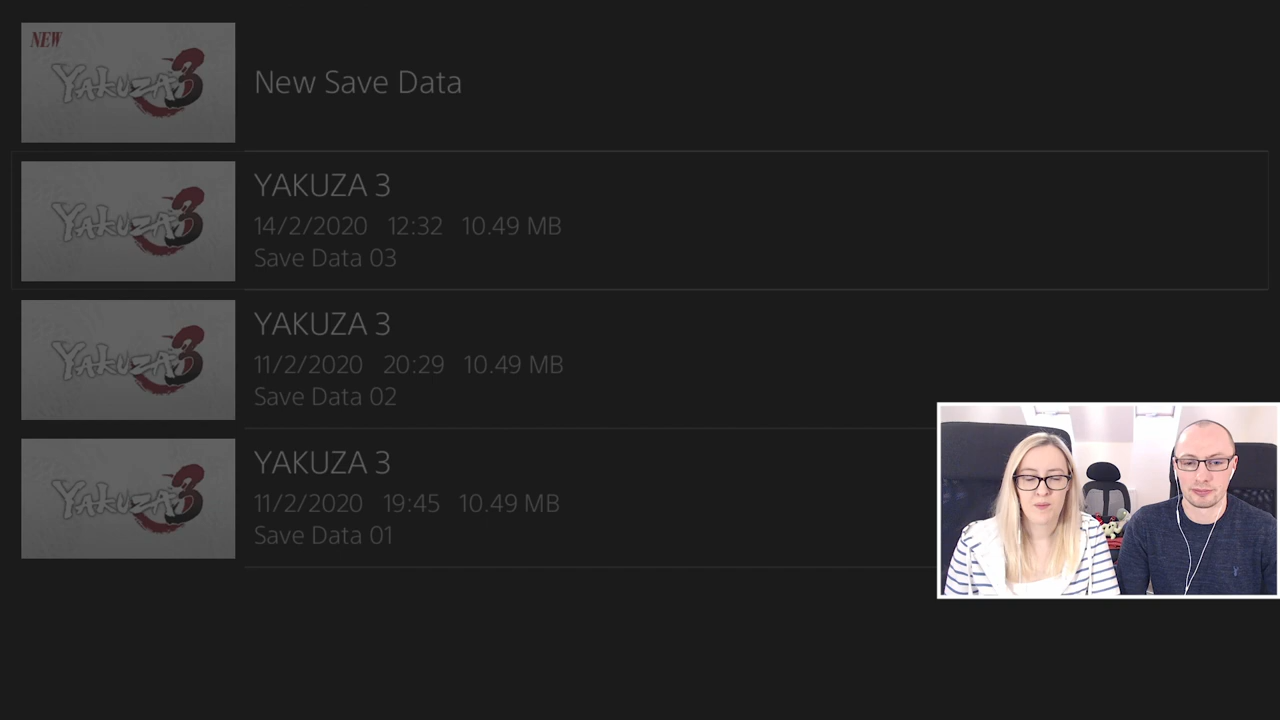 NEW
YAKUZA 3
New Save Data
YAKUZA 3
YAKUZA 3
14/2/2020 12:32 10.49 MB
Save Data 03
YAKUZA 3
YAKUZA 3
11/2/2020 20:29 10.49 MB
Save Data 02
YAKUZA 3
YAKUZA 3
11/2/2020 19:45 10.49 MB
Save Data 01